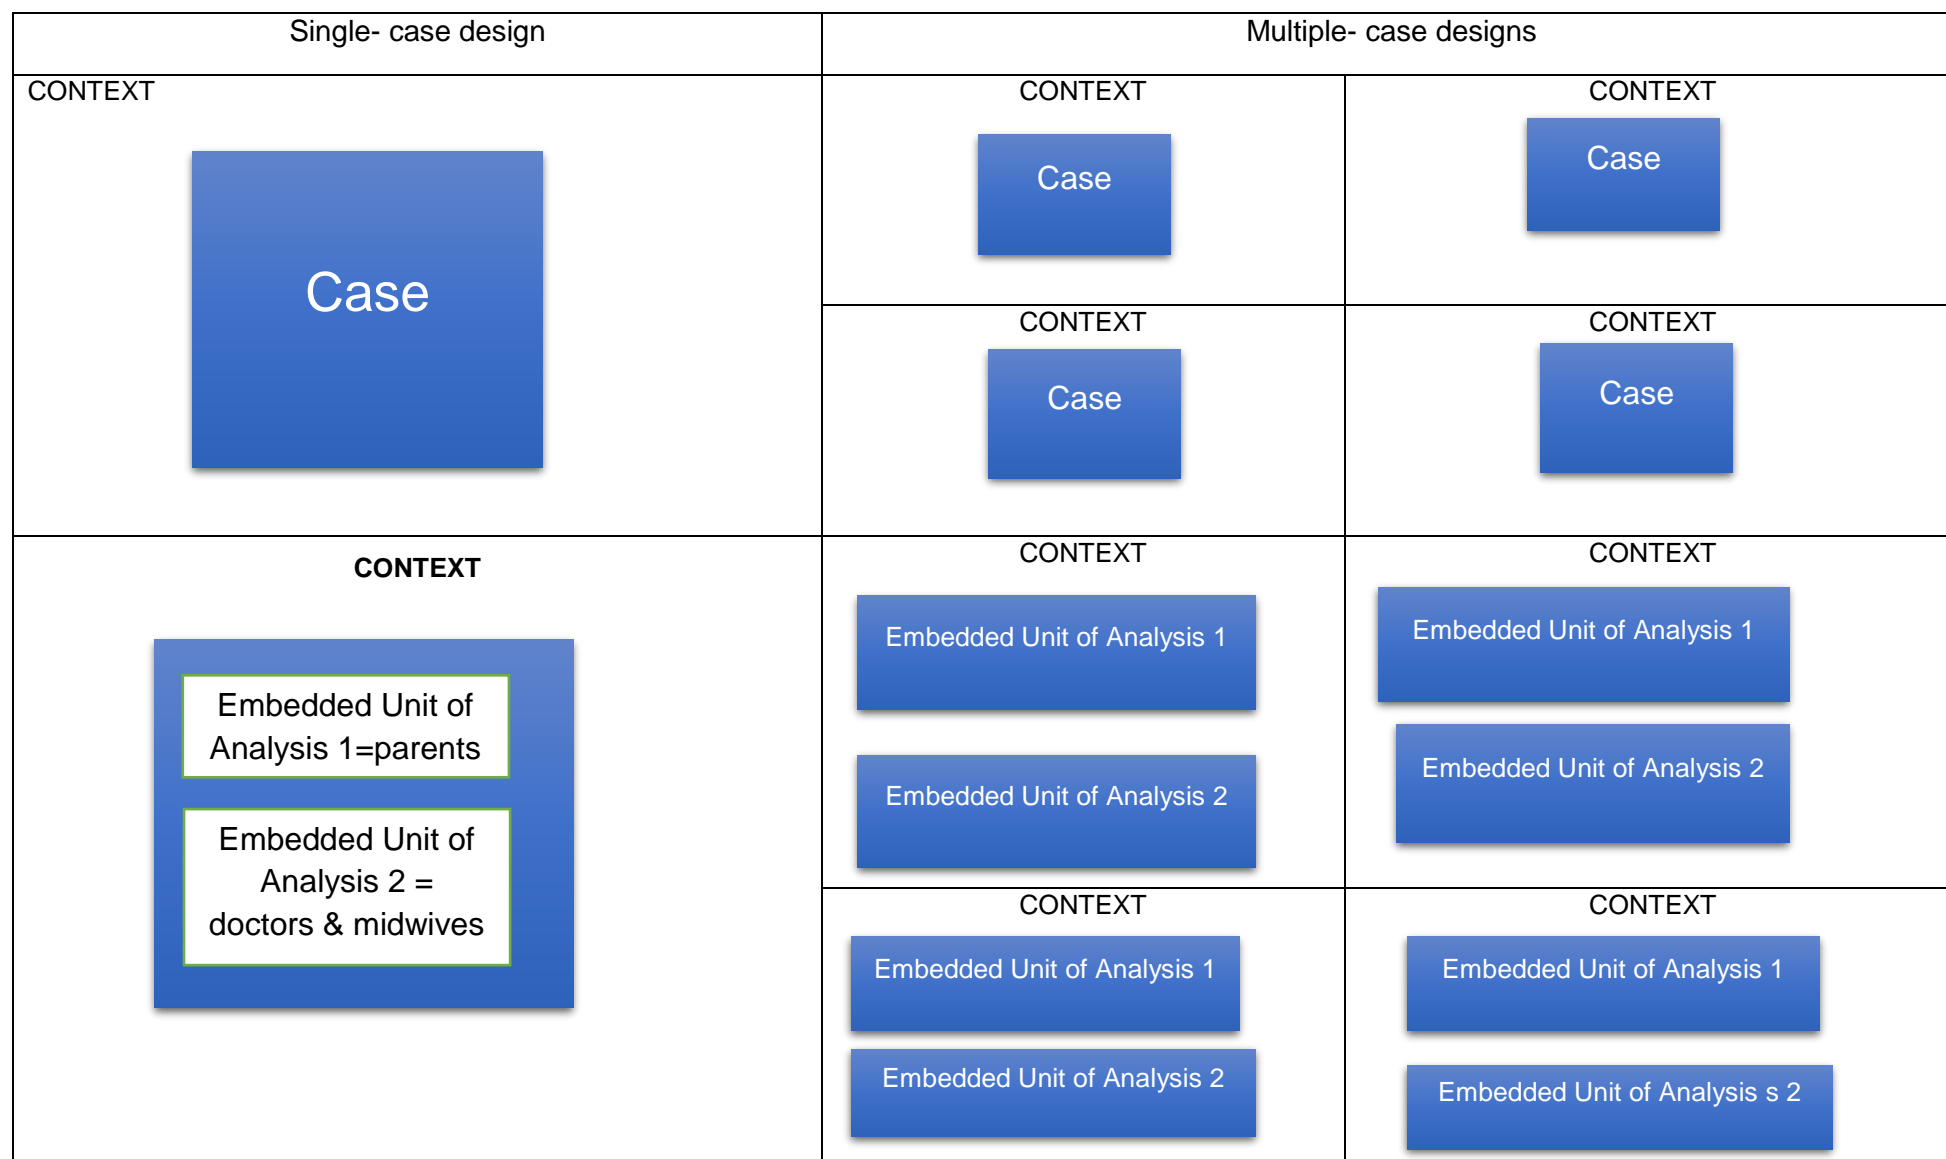 Single- case design
Multiple- case designs
CONTEXT
Case
CONTEXT
Case
CONTEXT
Case
CONTEXT
Case
CONTEXT
Case
CONTEXT
Embedded Unit of
Analysis 1=parents
Embedded Unit of
Analysis 2 =
doctors & midwives
CONTEXT
Embedded Unit of Analysis 1
Embedded Unit of Analysis 2
CONTEXT
Embedded Unit of Analysis 1
Embedded Unit of Analysis 2
CONTEXT
Embedded Unit of Analysis 1
Embedded Unit of Analysis 2
CONTEXT
Embedded Unit of Analysis 1
Embedded Unit of Analysis s 2